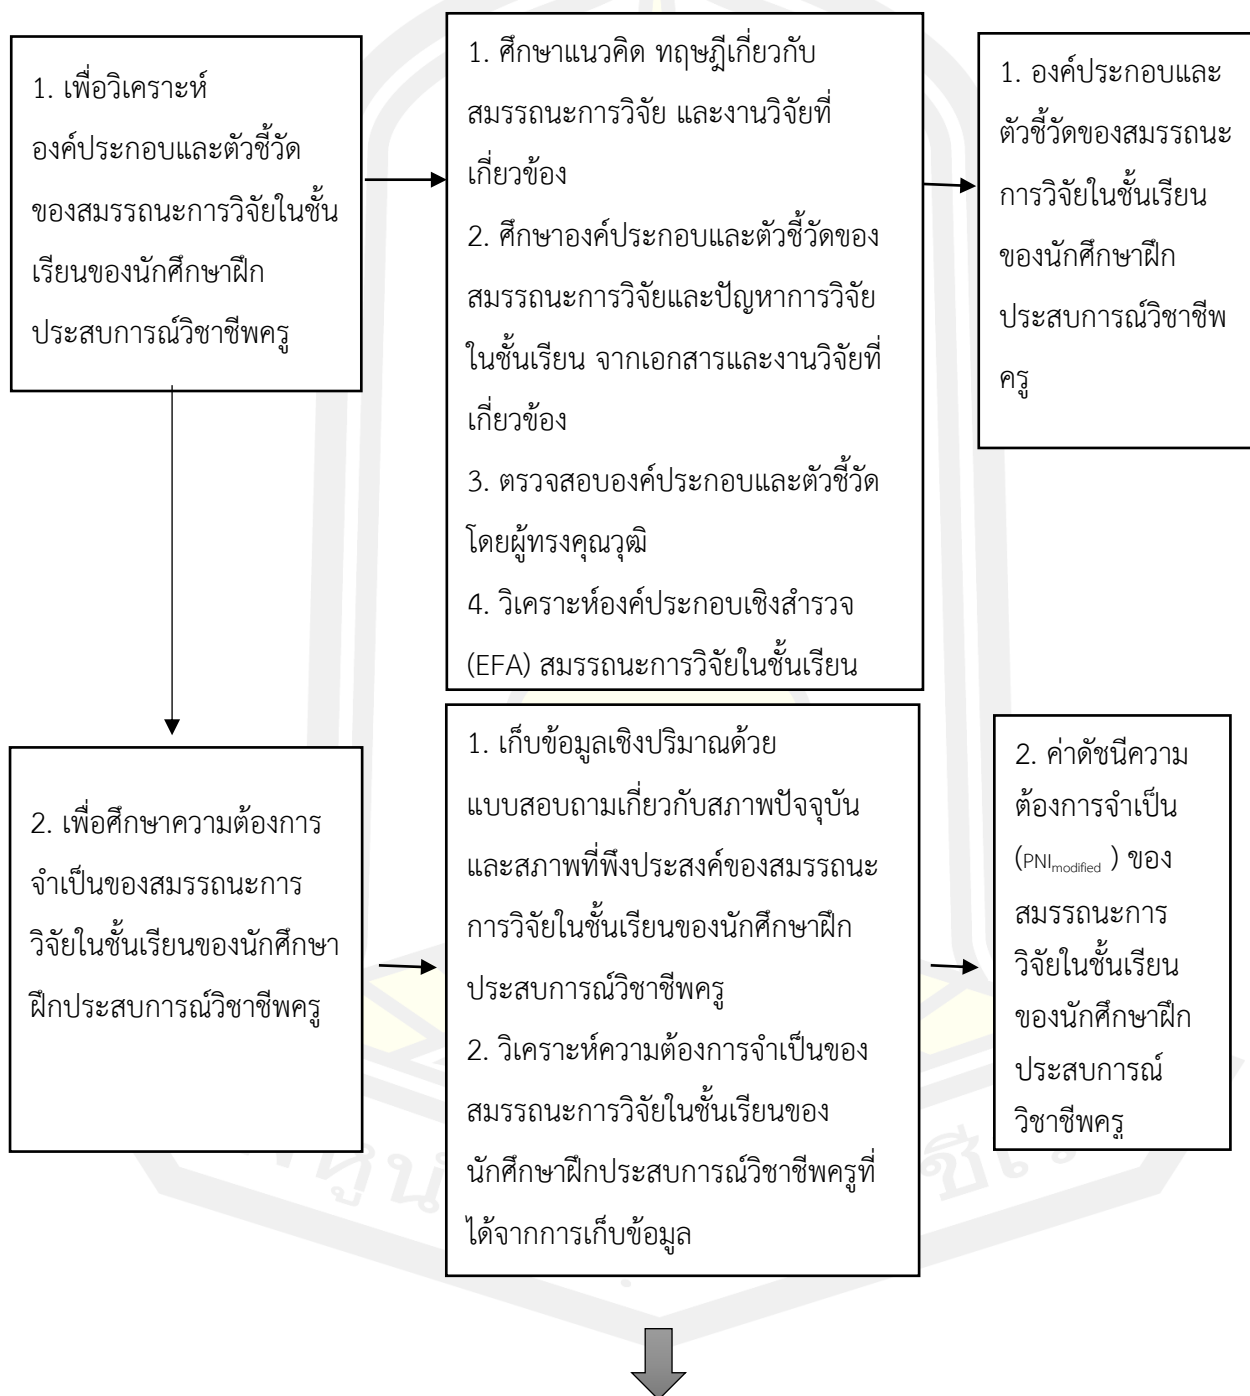 1. เพื่อวิเคราะห์
องค์ประกอบและตัวชี้วัด
ของสมรรถนะการวิจัยในชั้น
เรียนของนักศึกษาฝึก
ประสบการณ์วิชาชีพครู
1. ศึกษาแนวคิด ทฤษฎีเกี่ยวกับ
สมรรถนะการวิจัย และงานวิจัยที่
เกี่ยวข้อง
2. ศึกษาองค์ประกอบและตัวชี้วัดของ
สมรรถนะการวิจัยและปัญหาการวิจัย
ในชั้นเรียน จากเอกสารและงานวิจัยที่
เกี่ยวข้อง
3. ตรวจสอบองค์ประกอบและตัวชี้วัด
โดยผู้ทรงคุณวุฒิ
4. วิเคราะห์องค์ประกอบเชิงสำรวจ
(EFA) สมรรถนะการวิจัยในชั้นเรียน
1. องค์ประกอบและ
ตัวชี้วัดของสมรรถนะ
การวิจัยในชั้นเรียน
ของนักศึกษาฝึก
ประสบการณ์วิชาชีพ
ครู
2. เพื่อศึกษาความต้องการ
จำเป็นของสมรรถนะการ
วิจัยในชั้นเรียนของนักศึกษา
ฝึกประสบการณ์วิชาชีพครู
1. เก็บข้อมูลเชิงปริมาณด้วย
แบบสอบถามเกี่ยวกับสภาพปัจจุบัน
และสภาพที่พึงประสงค์ของสมรรถนะ
การวิจัยในชั้นเรียนของนักศึกษาฝึก
ประสบการณ์วิชาชีพครู
2. วิเคราะห์ความต้องการจำเป็นของ
สมรรถนะการวิจัยในชั้นเรียนของ
นักศึกษาฝึกประสบการณ์วิชาชีพครูที่
ได้จากการเก็บข้อมูล
2. ค่าดัชนีความ
ต้องการจำเป็น
(PNImodified ) ของ
สมรรถนะการ
วิจัยในชั้นเรียน
ของนักศึกษาฝึก
ประสบการณ์
วิชาชีพครู